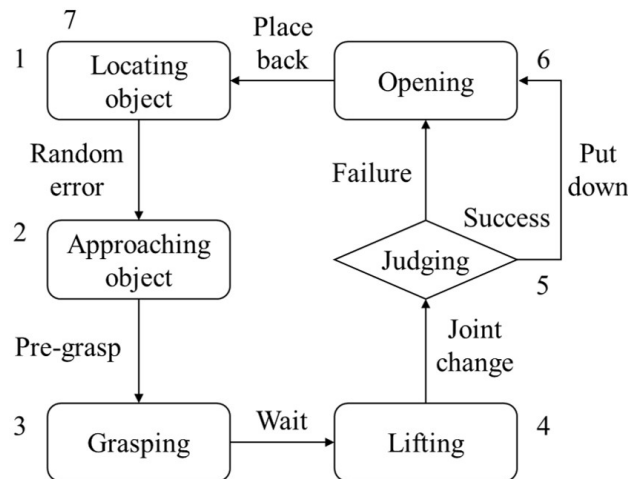 7
1
Locating
object
Place
back
Opening
6
Random
error
Failure
Put
down
Success
2
Approaching
object
Judging
5
Pre-grasp
Joint
change
3
Grasping
Wait
Lifting
4